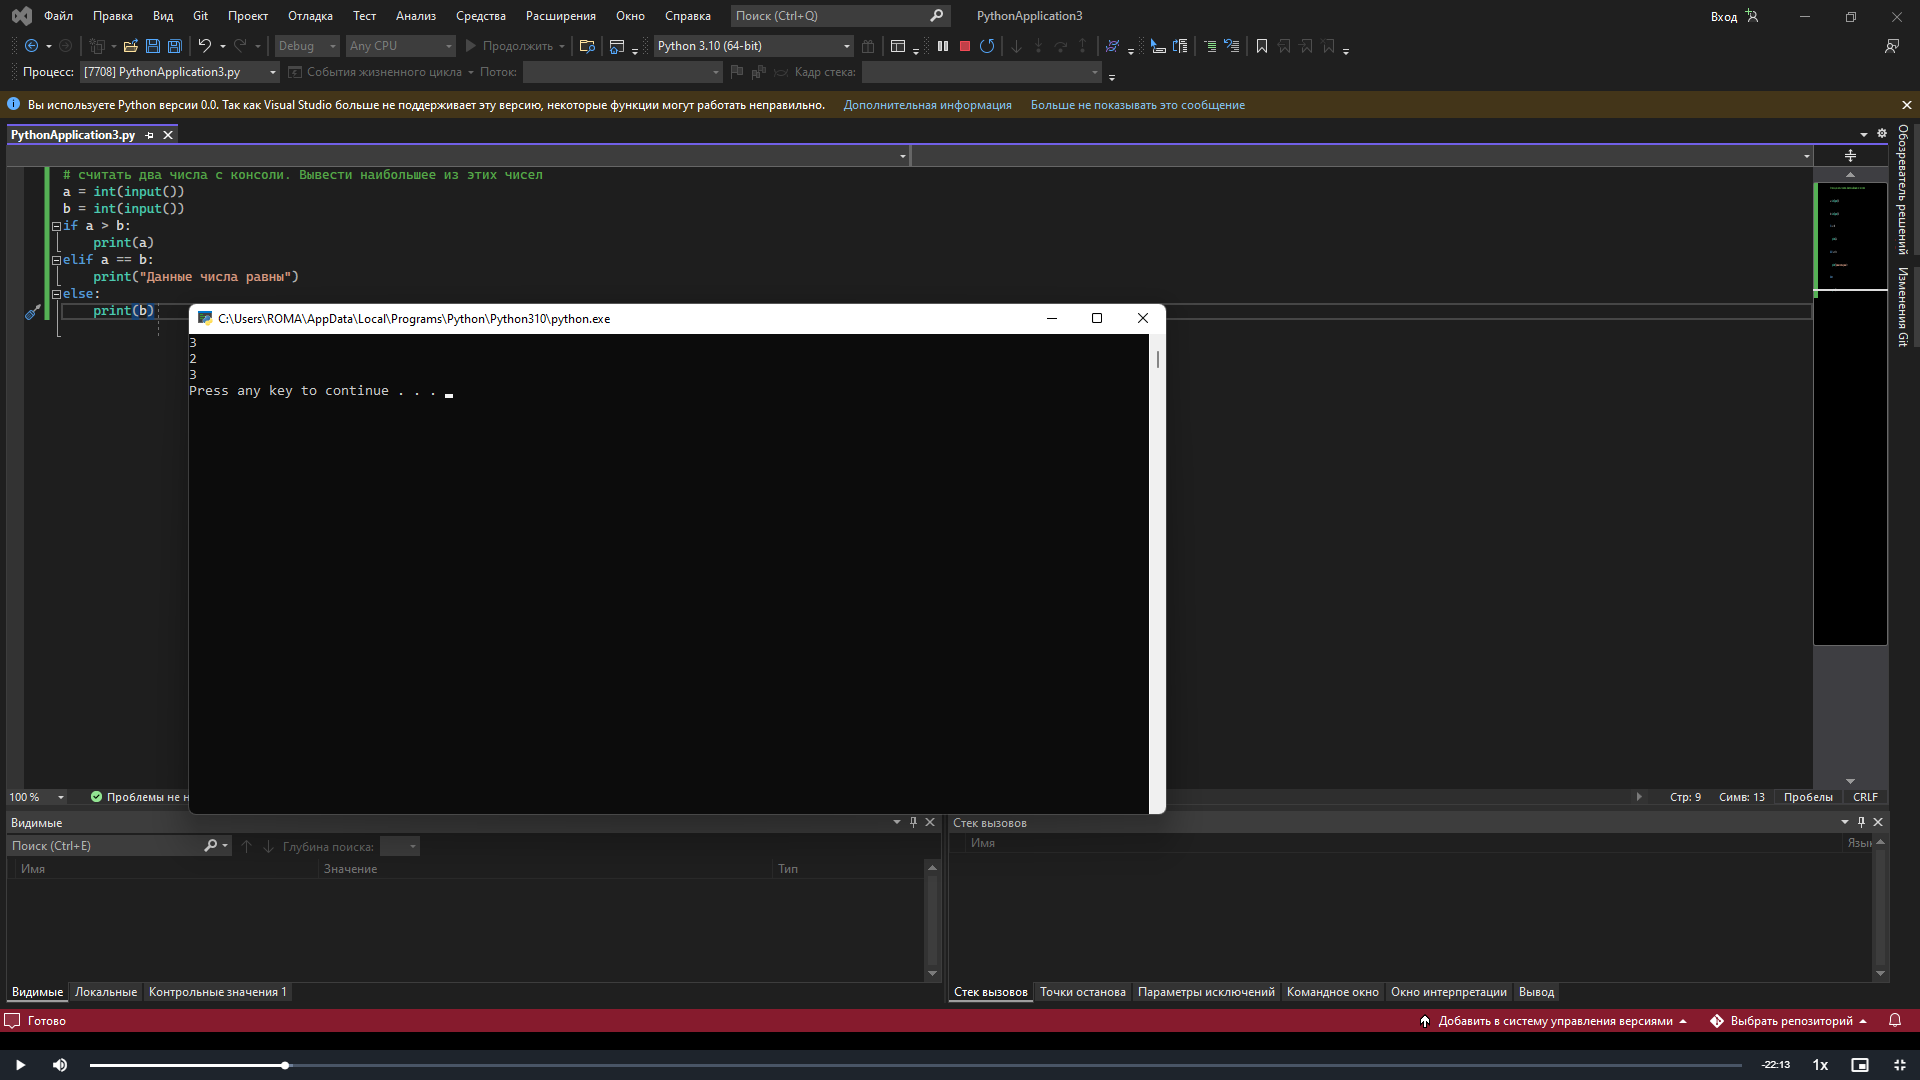 Файл Правка Вид Git Проект Отладка Тест Анализ Средства Расширения Окно Справка Поиск (Ctrl+Q) PythonApplication3 Вход
Debug Any CPU Продолжить Python 3.10 (64-bit)
Процесс: [7708] PythonApplication3.py События жизненного цикла Поток: Кадр стека:
Вы используете Python версии 0.0. Так как Visual Studio больше не поддерживает эту версию, некоторые функции могут работать неправильно. Дополнительная информация Больше не показывать это сообщение
PythonApplication3.py
Обозреватель решений
Изменения Git
# считать два числа с консоли. Вывести наибольшее из этих чисел
a = int(input())
b = int(input())
if a > b:
print(a)
elif a == b:
print("Данные числа равны")
else:
print(b)
C:\Users\ROMA\AppData\Local\Programs\Python\Python310\python.exe
3
2
3
Press any key to continue . . .
100 % Проблемы не н Стр: 9 Симв: 13 Пробелы CRLF
Видимые
Поиск (Ctrl+E) Глубина поиска:
Имя Значение Тип
Видимые Локальные Контрольные значения 1
Стек вызовов
Имя Язык
Стек вызовов Точки останова Параметры исключений Командное окно Окно интерпретации Вывод
Готово Добавить в систему управления версиями Выбрать репозиторий
-22:13 1x